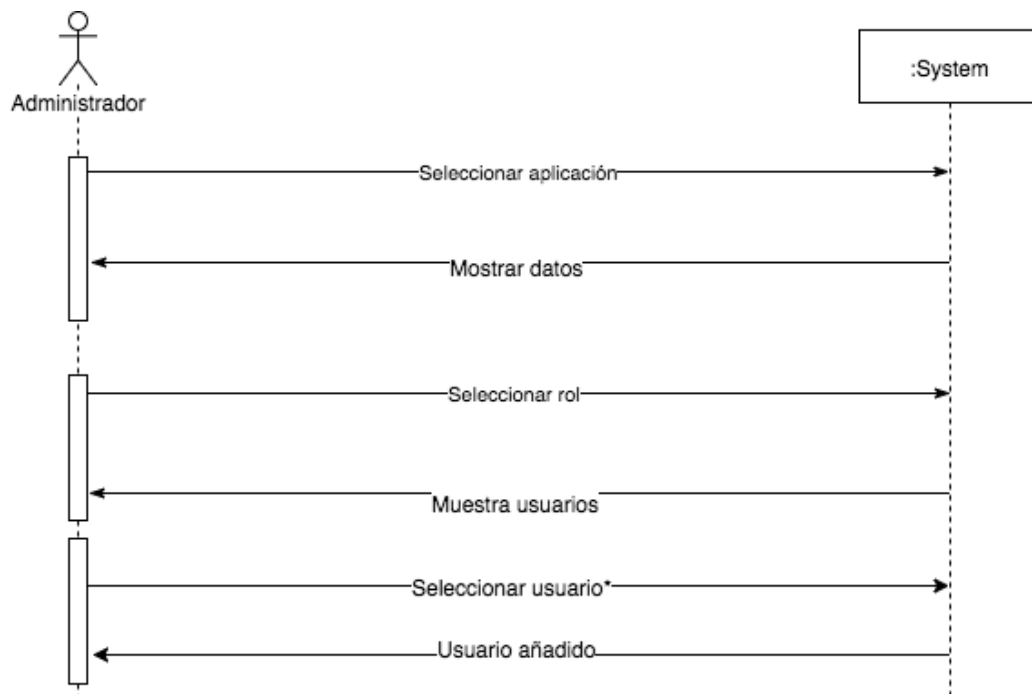 Administrador
:System
Seleccionar aplicación
Mostrar datos
Seleccionar rol
Muestra usuarios
Seleccionar usuario*
Usuario añadido